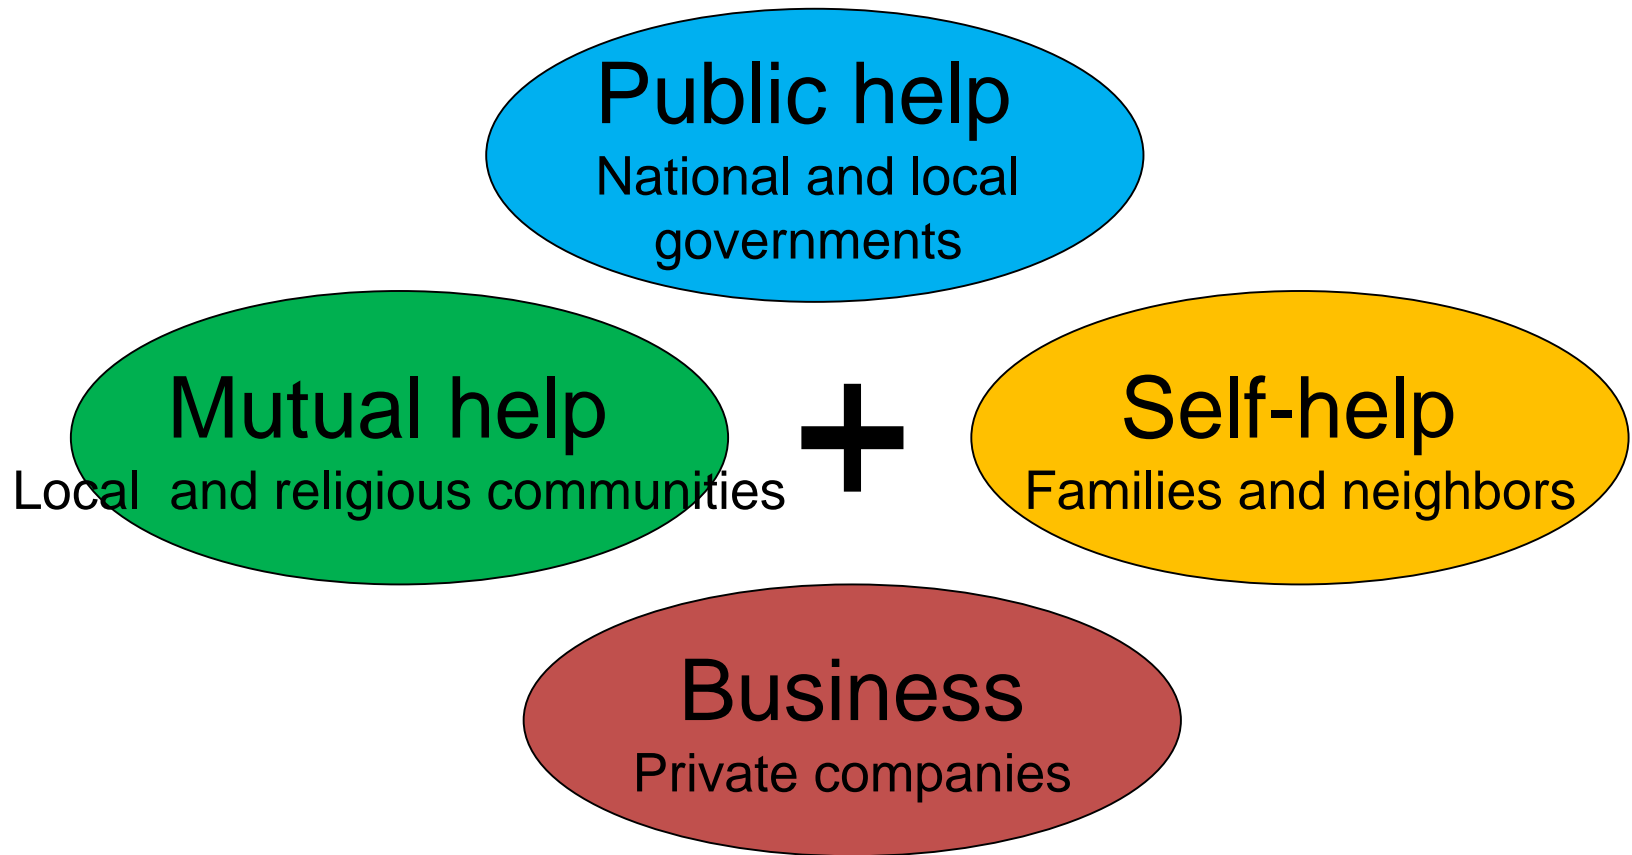 Public help
National and local
governments
Mutual help
Local  and religious communities
+
Self-help
Families and neighbors
Business
Private companies